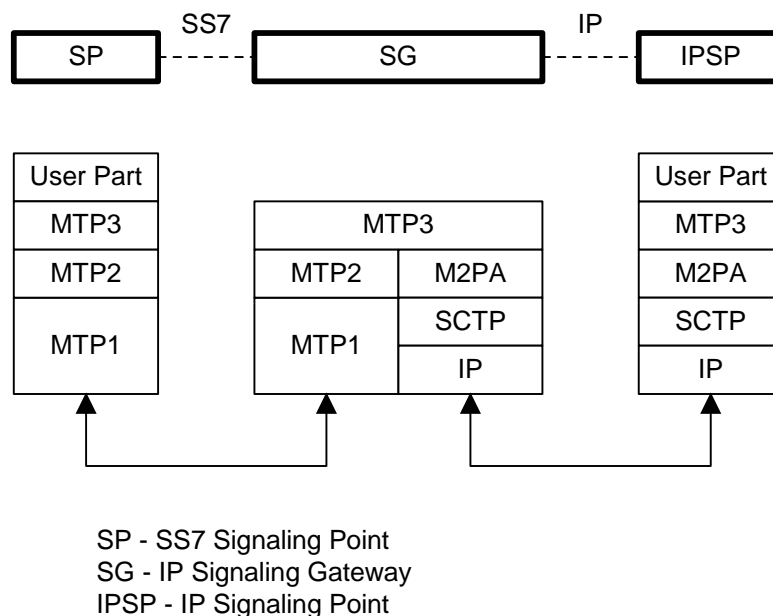 SS7 IP
SP SG IPSP
User Part User Part
MTP3 MTP3 MTP3
MTP2 MTP2 M2PA M2PA
SCTP SCTP
MTP1 MTP1
IP IP
SP - SS7 Signaling Point
SG - IP Signaling Gateway
IPSP - IP Signaling Point